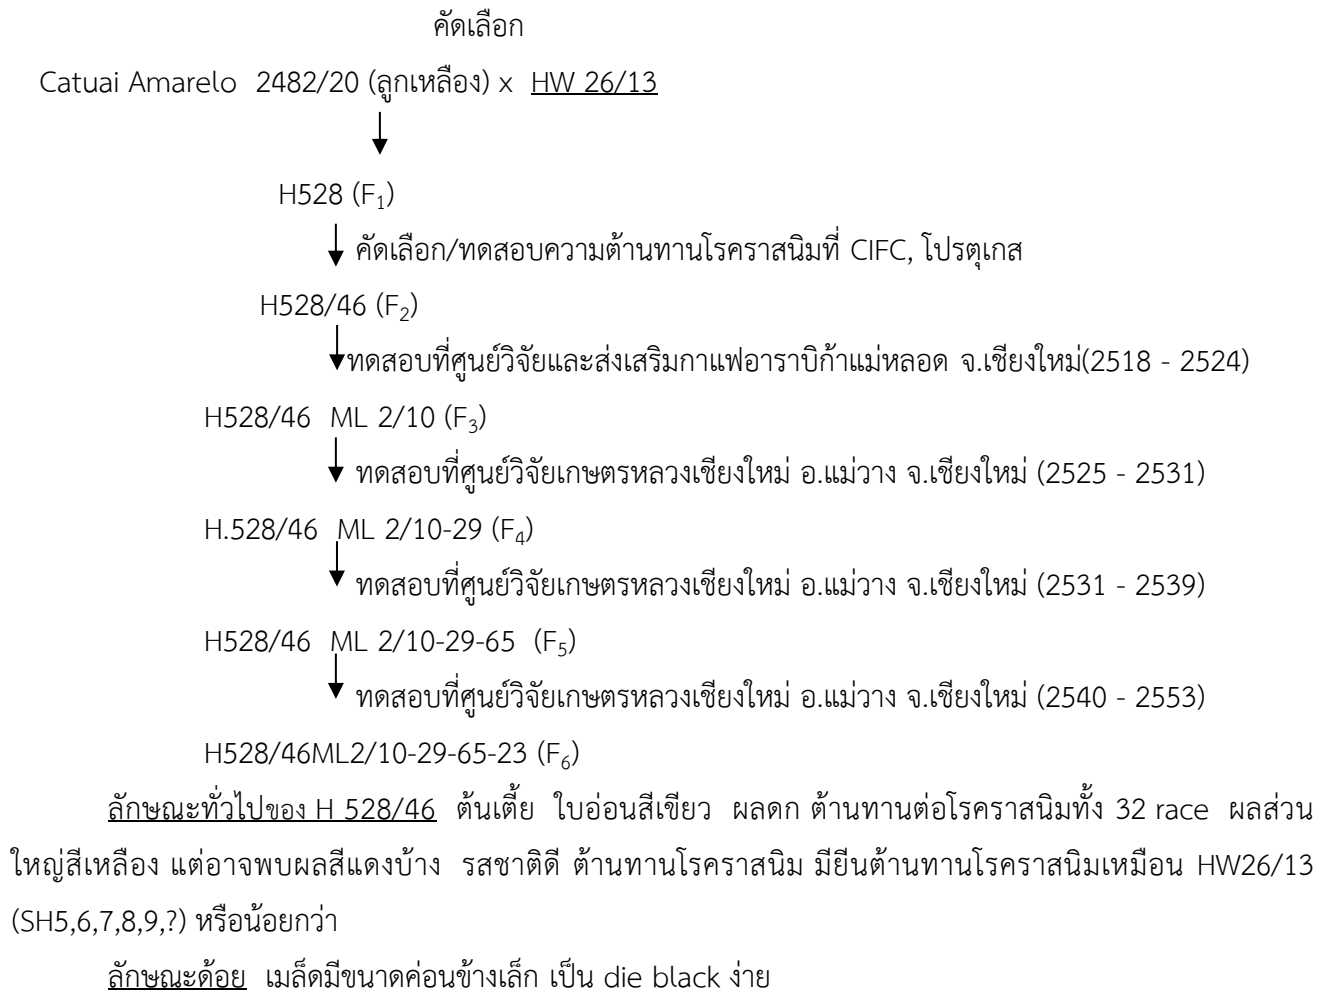 คัดเลือก
Catuai Amarelo 2482/20 (ลูกเหลือง) x HW 26/13
H528 (F1)
คัดเลือก/ทดสอบความต้านทานโรคราสนิมที่ CIFC, โปรตุเกส
H528/46 (F2)
ทดสอบที่ศูนย์วิจัยและส่งเสริมกาแฟอาราบิก้าแม่หลอด จ.เชียงใหม่(2518 - 2524)
H528/46 ML 2/10 (F3)
ทดสอบที่ศูนย์วิจัยเกษตรหลวงเชียงใหม่ อ.แม่วาง จ.เชียงใหม่ (2525 - 2531)
H.528/46 ML 2/10-29 (F4)
ทดสอบที่ศูนย์วิจัยเกษตรหลวงเชียงใหม่ อ.แม่วาง จ.เชียงใหม่ (2531 - 2539)
H528/46 ML 2/10-29-65 (F5)
ทดสอบที่ศูนย์วิจัยเกษตรหลวงเชียงใหม่ อ.แม่วาง จ.เชียงใหม่ (2540 - 2553)
H528/46ML2/10-29-65-23 (F6)
ลักษณะทั่วไปของ H 528/46 ต้นเตี้ย ใบอ่อนสีเขียว ผลดก ต้านทานต่อโรคราสนิมทั้ง 32 race ผลส่วน
ใหญ่สีเหลือง แต่อาจพบผลสีแดงบ้าง รสชาติดี ต้านทานโรคราสนิม มียีนต้านทานโรคราสนิมเหมือน HW26/13
(SH5,6,7,8,9,?) หรือน้อยกว่า
ลักษณะด้อย เมล็ดมีขนาดค่อนข้างเล็ก เป็น die black ง่าย